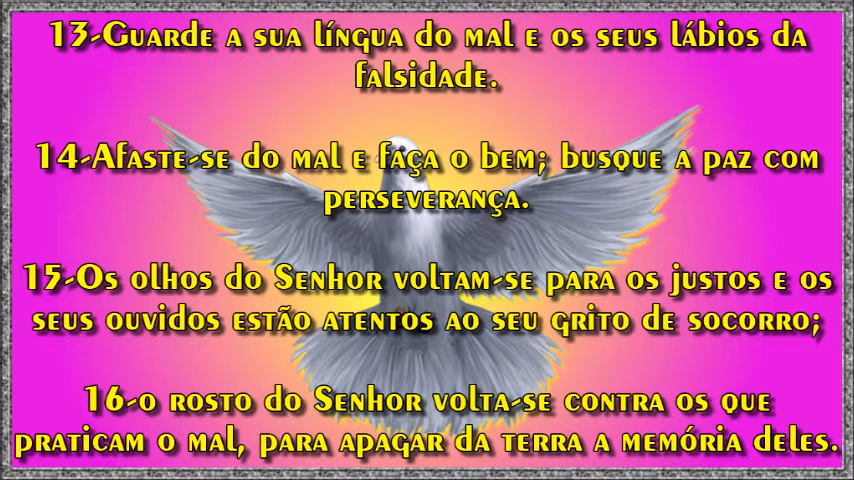 13-Guarde a sua língua do mal e os seus lábios da
falsidade.
14-Afaste-se do mal e faça o bem; busque a paz com
perseverança.
15-Os olhos do Senhor voltam-se para os justos e os
seus ouvidos estão atentos ao seu grito de socorro;
16-o rosto do Senhor volta-se contra os que
praticam o mal, para apagar da terra a memória deles.